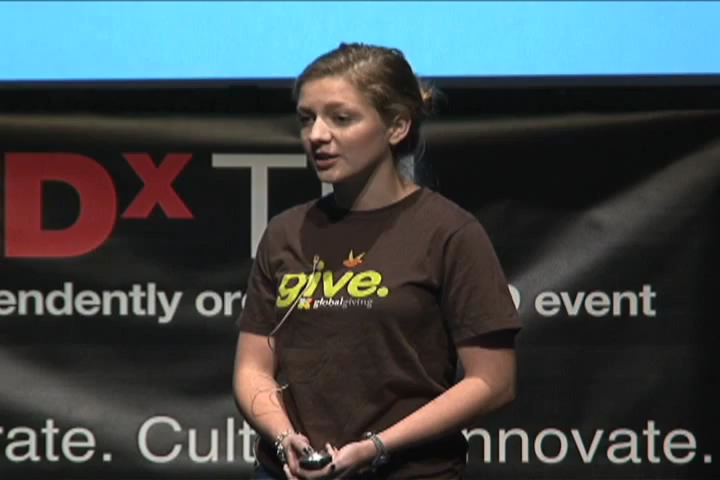 Dx T
endently or event
give.
globalgiving
rate. Cult nnovate.